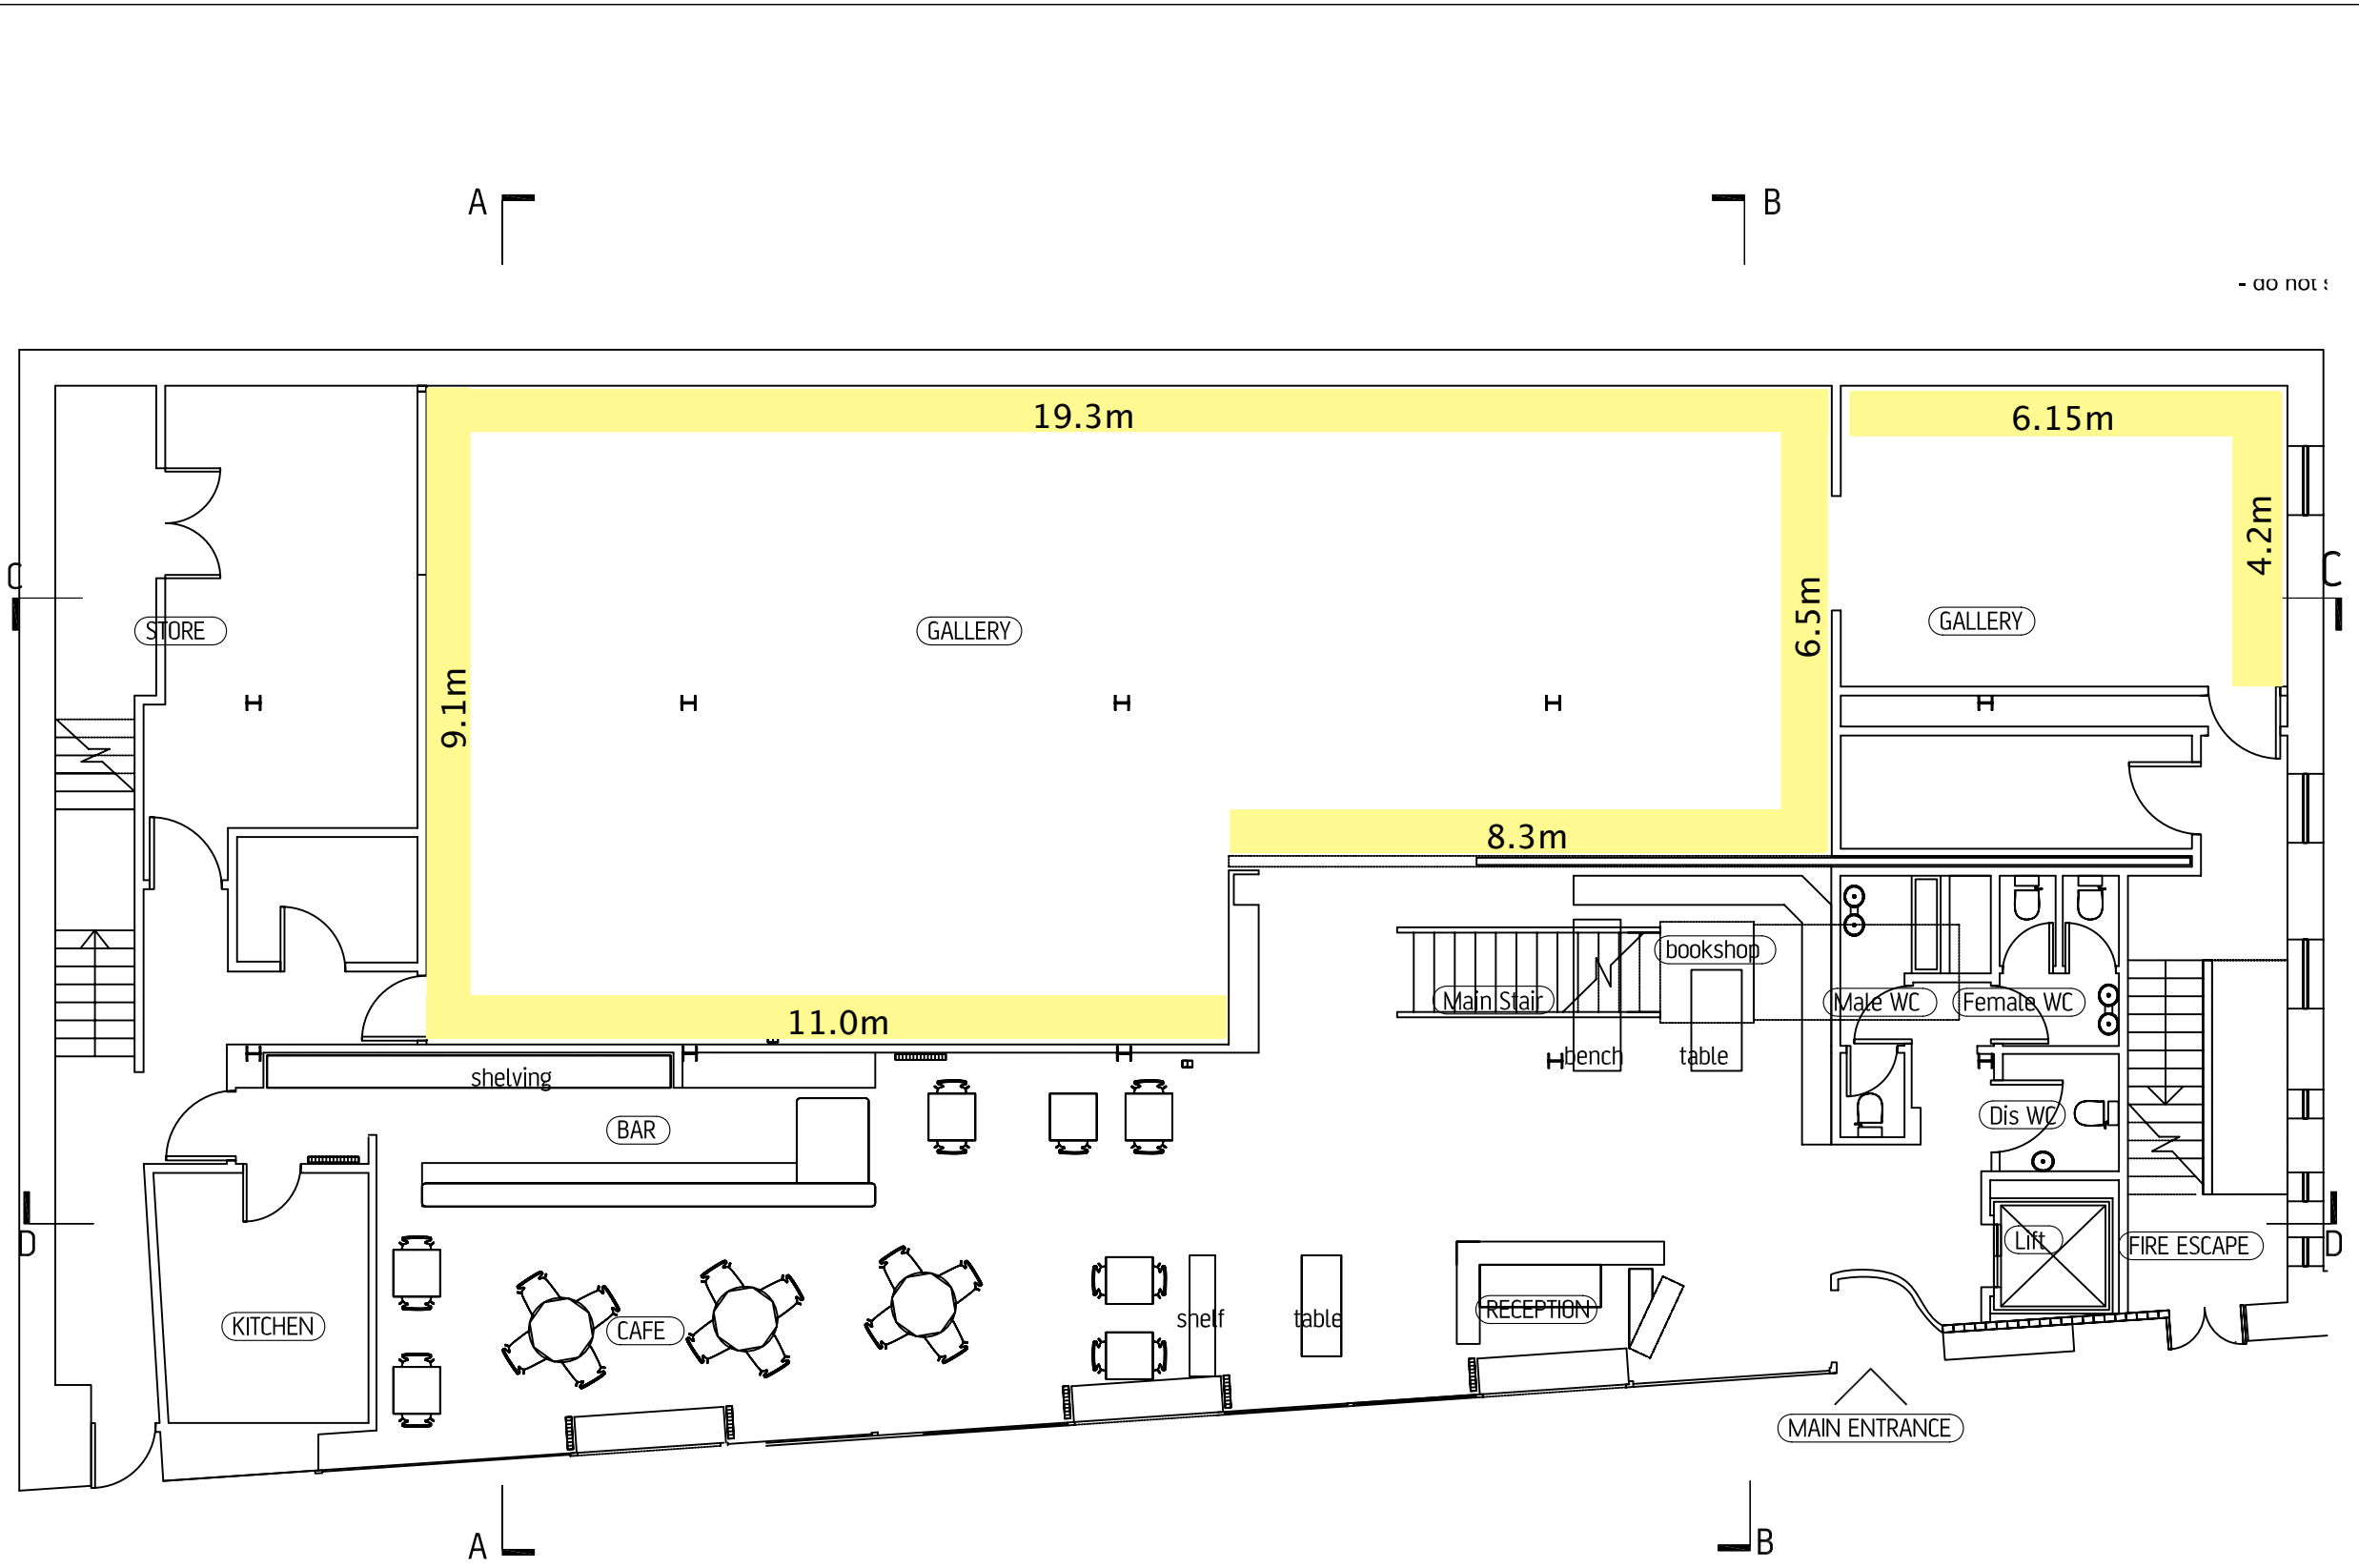 A
B
- do not
19.3m
6.15m
4.2m
C
C
STORE
GALLERY
6.5m
GALLERY
9.1m
8.3m
bookshop
Main Stair
Male WC
Female WC
11.0m
bench
table
shelving
BAR
Dis WC
D
Lift
FIRE ESCAPE
D
KITCHEN
CAFE
shelf
table
RECEPTION
MAIN ENTRANCE
A
B